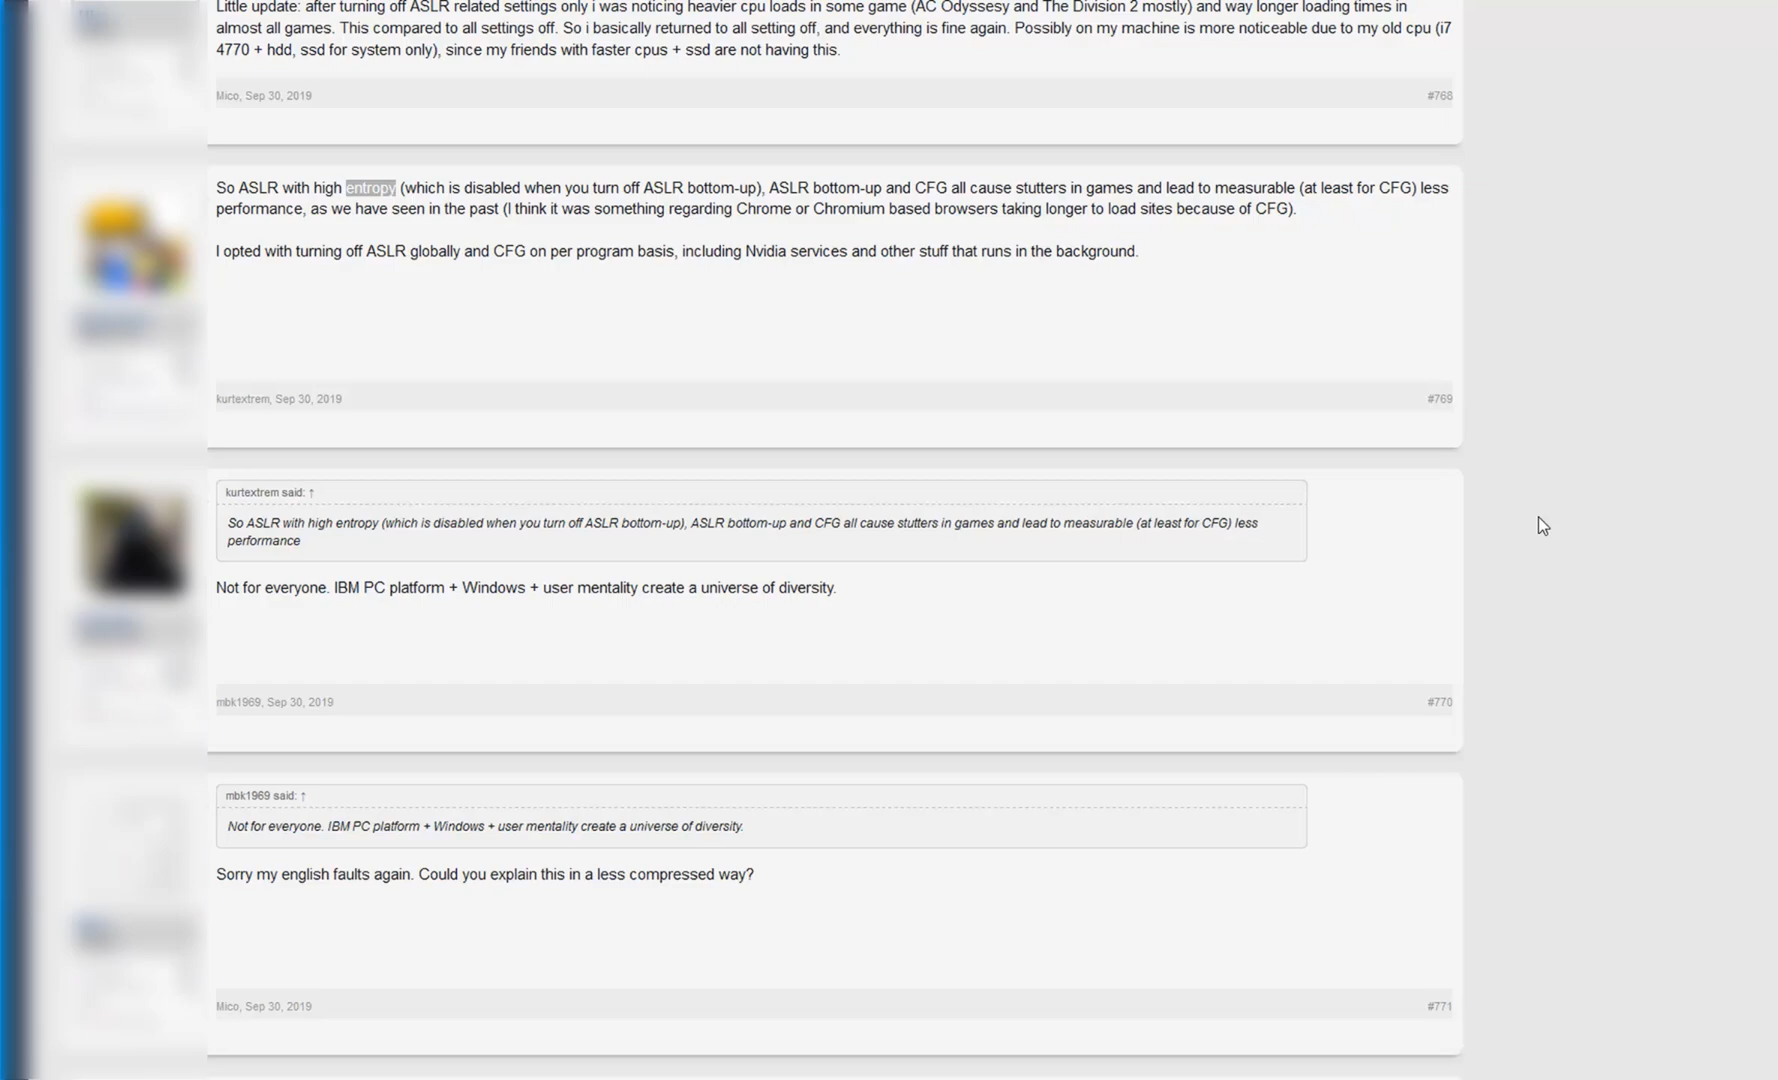 Little update: after turning off ASLR related settings only i was noticing heavier cpu loads in some game (AC Odyssesy and The Division 2 mostly) and way longer loading times in
almost all games. This compared to all settings off. So i basically returned to all setting off, and everything is fine again. Possibly on my machine is more noticeable due to my old cpu (i7
4770 + hdd, ssd for system only), since my friends with faster cpus + ssd are not having this.
Mico, Sep 30, 2019 #768
So ASLR with high entropy (which is disabled when you turn off ASLR bottom-up), ASLR bottom-up and CFG all cause stutters in games and lead to measurable (at least for CFG) less
performance, as we have seen in the past (I think it was something regarding Chrome or Chromium based browsers taking longer to load sites because of CFG).
I opted with turning off ASLR globally and CFG on per program basis, including Nvidia services and other stuff that runs in the background.
kurtextrem, Sep 30, 2019 #769
kurtextrem said: ↑
So ASLR with high entropy (which is disabled when you turn off ASLR bottom-up), ASLR bottom-up and CFG all cause stutters in games and lead to measurable (at least for CFG) less
performance
Not for everyone. IBM PC platform + Windows + user mentality create a universe of diversity.
mbk1969, Sep 30, 2019 #770
mbk1969 said: ↑
Not for everyone. IBM PC platform + Windows + user mentality create a universe of diversity.
Sorry my english faults again. Could you explain this in a less compressed way?
Mico, Sep 30, 2019 #771